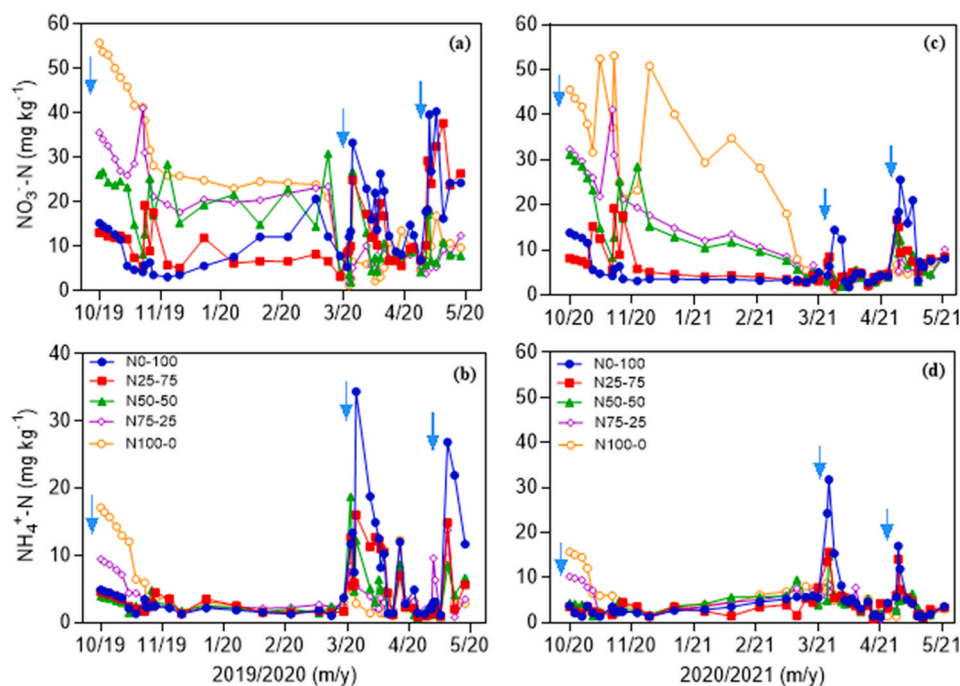 (a)
NO3⁻-N (mg kg⁻¹)
60
50
40
30
20
10
0
10/19 11/19 1/20 2/20 3/20 4/20 5/20
(c)
60
50
40
30
20
10
0
10/20 11/20 1/21 2/21 3/21 4/21 5/21
(b)
NH4⁺-N (mg kg⁻¹)
40
30
20
10
0
N0-100
N25-75
N50-50
N75-25
N100-0
10/19 11/19 1/20 2/20 3/20 4/20 5/20
2019/2020 (m/y)
(d)
60
50
40
30
20
10
0
N0-100
N25-75
N50-50
N75-25
N100-0
10/20 11/20 1/21 2/21 3/21 4/21 5/21
2020/2021 (m/y)